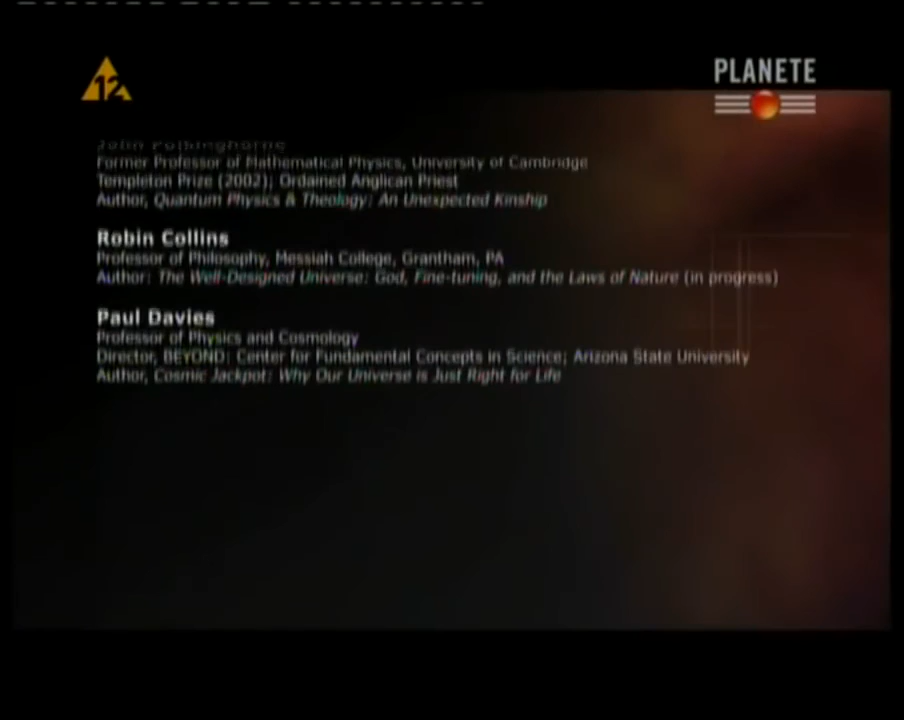 12
PLANETE
John Polkinghorne
Former Professor of Mathematical Physics, University of Cambridge
Templeton Prize (2002); Ordained Anglican Priest
Author, Quantum Physics & Theology: An Unexpected Kinship
Robin Collins
Professor of Philosophy, Messiah College, Grantham, PA
Author: The Well-Designed Universe: God, Fine-tuning, and the Laws of Nature (in progress)
Paul Davies
Professor of Physics and Cosmology
Director, BEYOND: Center for Fundamental Concepts in Science; Arizona State University
Author, Cosmic Jackpot: Why Our Universe is Just Right for Life